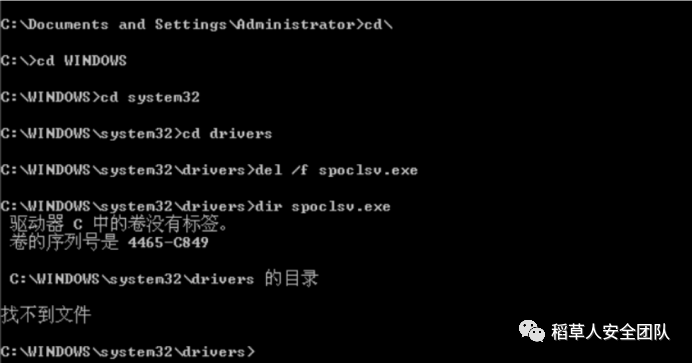 C:\Documents and Settings\Administrator>cd\
C:\>cd WINDOWS
C:\WINDOWS>cd system32
C:\WINDOWS\system32>cd drivers
C:\WINDOWS\system32\drivers>del /f spoclsv.exe
C:\WINDOWS\system32\drivers>dir spoclsv.exe
驱动器 C 中的卷没有标签。
卷的序列号是 4465-C849
C:\WINDOWS\system32\drivers 的目录
找不到文件
C:\WINDOWS\system32\drivers>
稻草人安全团队